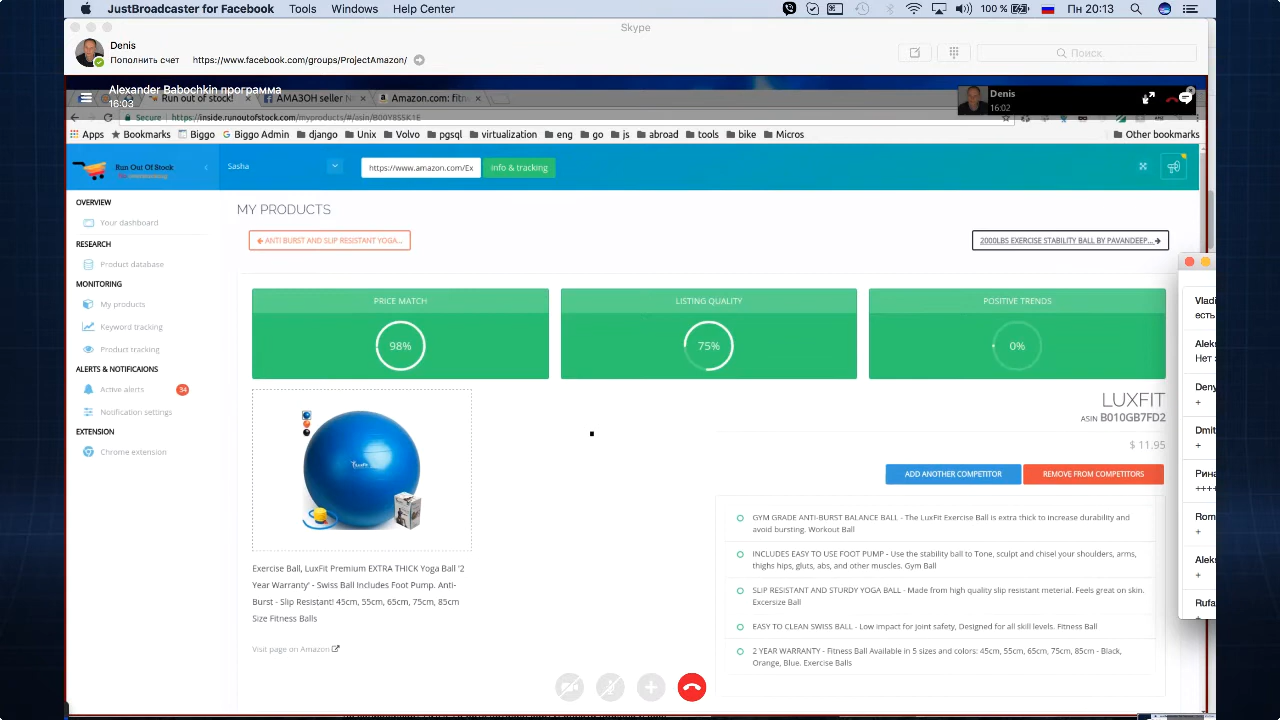 JustBroadcaster for Facebook Tools Windows Help Center 100 % Пн 20:13
Skype
Denis
Пополнить счет https://www.facebook.com/groups/ProjectAmazon/
Поиск
Alexander Babochkin программа
16:03
Run out of stock! АМАЗОН seller Amazon.com: fitn
Denis
16:02
Secure https://inside.runoutofstock.com/myproducts/#/asin/B00Y8S5K1E
Apps Bookmarks Biggo Biggo Admin django Unix Volvo pgsql virtualization eng go js abroad tools bike Micros Other bookmarks
Run Out Of Stock
Sasha
https://www.amazon.com/Ex
info & tracking
OVERVIEW
Your dashboard
RESEARCH
Product database
MONITORING
My products
Keyword tracking
Product tracking
ALERTS & NOTIFICAIONS
Active alerts 34
Nootification settings
EXTENSION
Chrome extension
MY PRODUCTS
ANTI BURST AND SLIP RESISTANT YOGA...
2000LBS EXERCISE STABILITY BALL BY PAVANDEEP...
PRICE MATCH
98%
LISTING QUALITY
75%
POSITIVE TRENDS
0%
LUXFIT
ASIN B010GB7FD2
$ 11.95
ADD ANOTHER COMPETITOR
REMOVE FROM COMPETITORS
Exercise Ball, LuxFit Premium EXTRA THICK Yoga Ball '2
Year Warranty' - Swiss Ball Includes Foot Pump. Anti-
Burst - Slip Resistant! 45cm, 55cm, 65cm, 75cm, 85cm
Size Fitness Balls
Visit page on Amazon
GYM GRADE ANTI-BURST BALANCE BALL - The LuxFit Exercise Ball is extra thick to increase durability and
avoid bursting. Workout Ball
INCLUDES EASY TO USE FOOT PUMP - Use the stability ball to Tone, sculpt and chisel your shoulders, arms,
thighs hips, gluts, abs, and other muscles. Gym Ball
SLIP RESISTANT AND STURDY YOGA BALL - Made from high quality slip resistant meterial. Feels great on skin.
Excersize Ball
EASY TO CLEAN SWISS BALL - Low impact for joint safety, Designed for all skill levels. Fitness Ball
2 YEAR WARRANTY - Fitness Ball Available in 5 sizes and colors: 45cm, 55cm, 65cm, 75cm, 85cm - Black,
Orange, Blue. Exercise Balls
Vladi
есть
Aleks
Нет
Deny
+
Dmit
+
Рина
++++
Rom
+
Aleks
+
Rufa
+